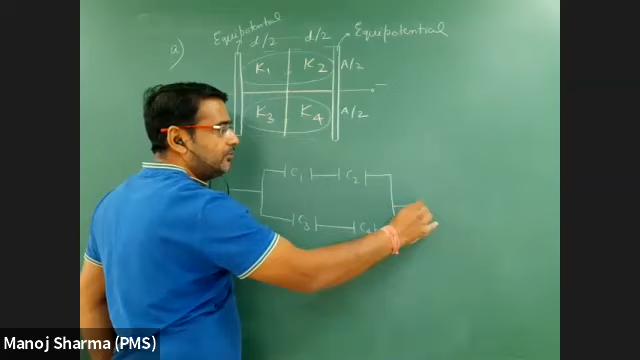 Equipotential
d/2
d/2
Equipotential
a)
K1
K2
A/2
K3
K4
A/2
C1
C2
C3
C4
Manoj Sharma (PMS)